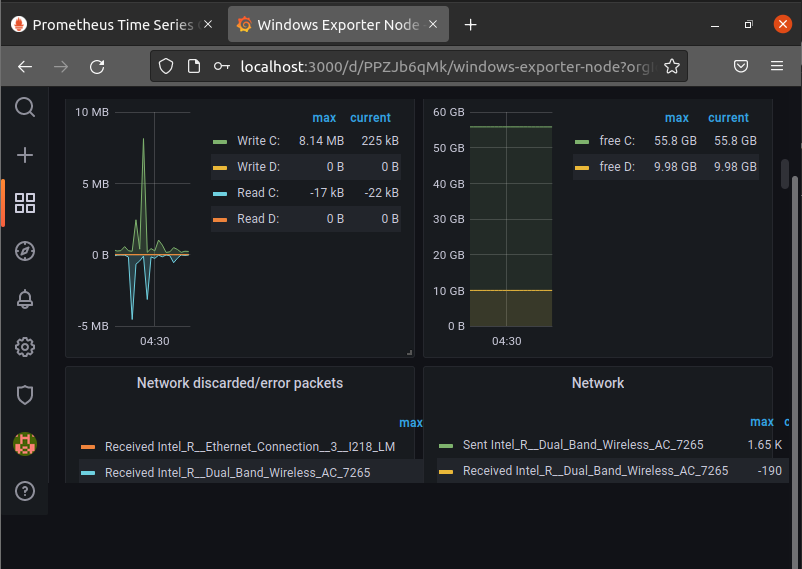 Prometheus Time Series
Windows Exporter Node
localhost:3000/d/PPZJb6qMk/windows-exporter-node?org
10 MB
5 MB
0 B
-5 MB
04:30
max current
Write C: 8.14 MB 225 kB
Write D: 0 B 0 B
Read C: -17 kB -22 kB
Read D: 0 B 0 B
60 GB
50 GB
40 GB
30 GB
20 GB
10 GB
0 B
04:30
max current
free C: 55.8 GB 55.8 GB
free D: 9.98 GB 9.98 GB
Network discarded/error packets
max
Received Intel_R__Ethernet_Connection__3__I218_LM
Received Intel_R__Dual_Band_Wireless_AC_7265
Network
max c
Sent Intel_R__Dual_Band_Wireless_AC_7265 1.65 K
Received Intel_R__Dual_Band_Wireless_AC_7265 -190